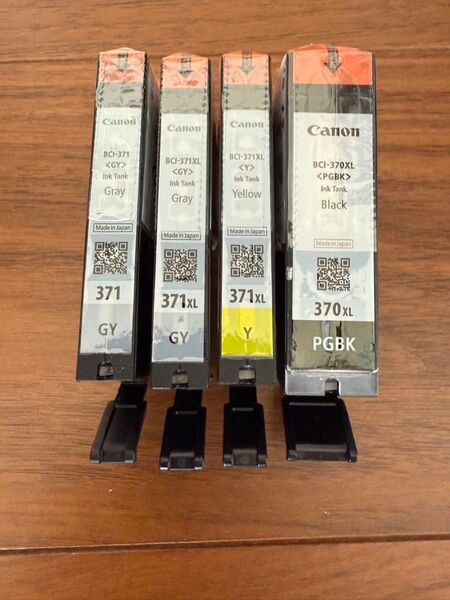 Canon
BCI-371
<GY>
Ink Tank
Gray
Made in Japan
371
GY
Canon
BCI-371XL
<GY>
Ink Tank
Gray
Made in Japan
371XL
GY
Canon
BCI-371XL
<Y>
Ink Tank
Yellow
Made in Japan
371XL
Y
Canon
BCI-370XL
<PGBK>
Ink Tank
Black
Made in Japan
370XL
PGBK